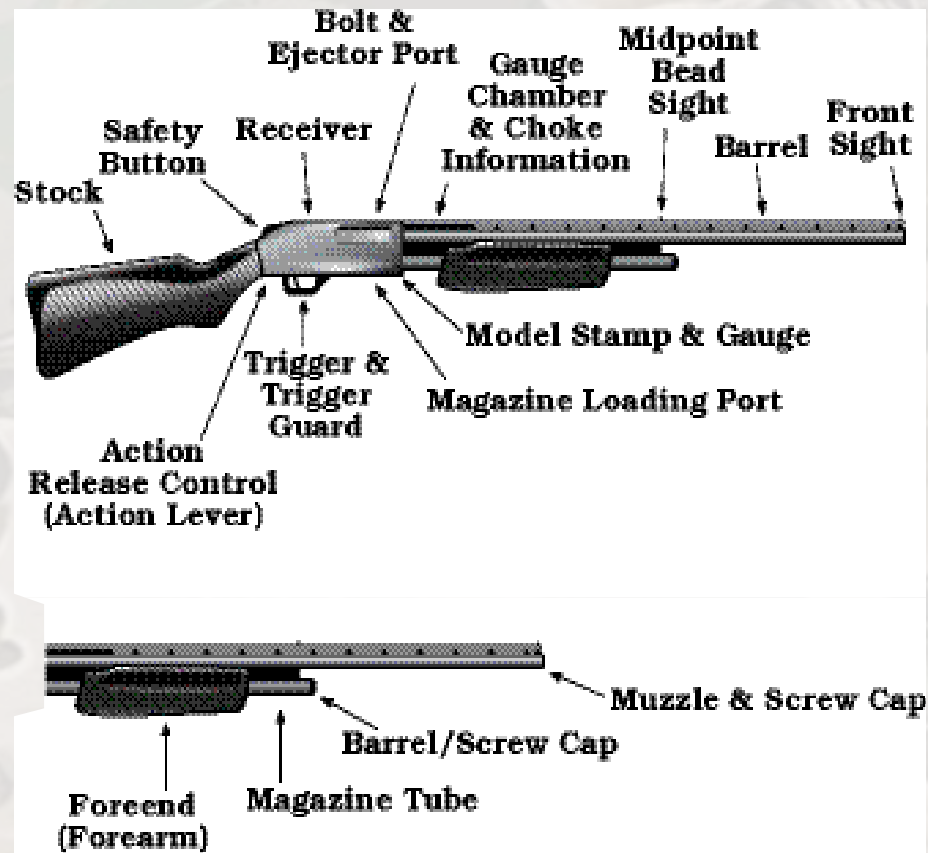 Bolt &
Ejector Port
Gauge
Chamber
& Choke
Information
Midpoint
Bead
Sight
Front
Sight
Safety
Button
Receiver
Barrel
Stock
Model Stamp & Gauge
Trigger &
Trigger
Guard
Magazine Loading Port
Action
Release Control
(Action Lever)
Muzzle & Screw Cap
Barrel/Screw Cap
Magazine Tube
Foreend
(Forearm)